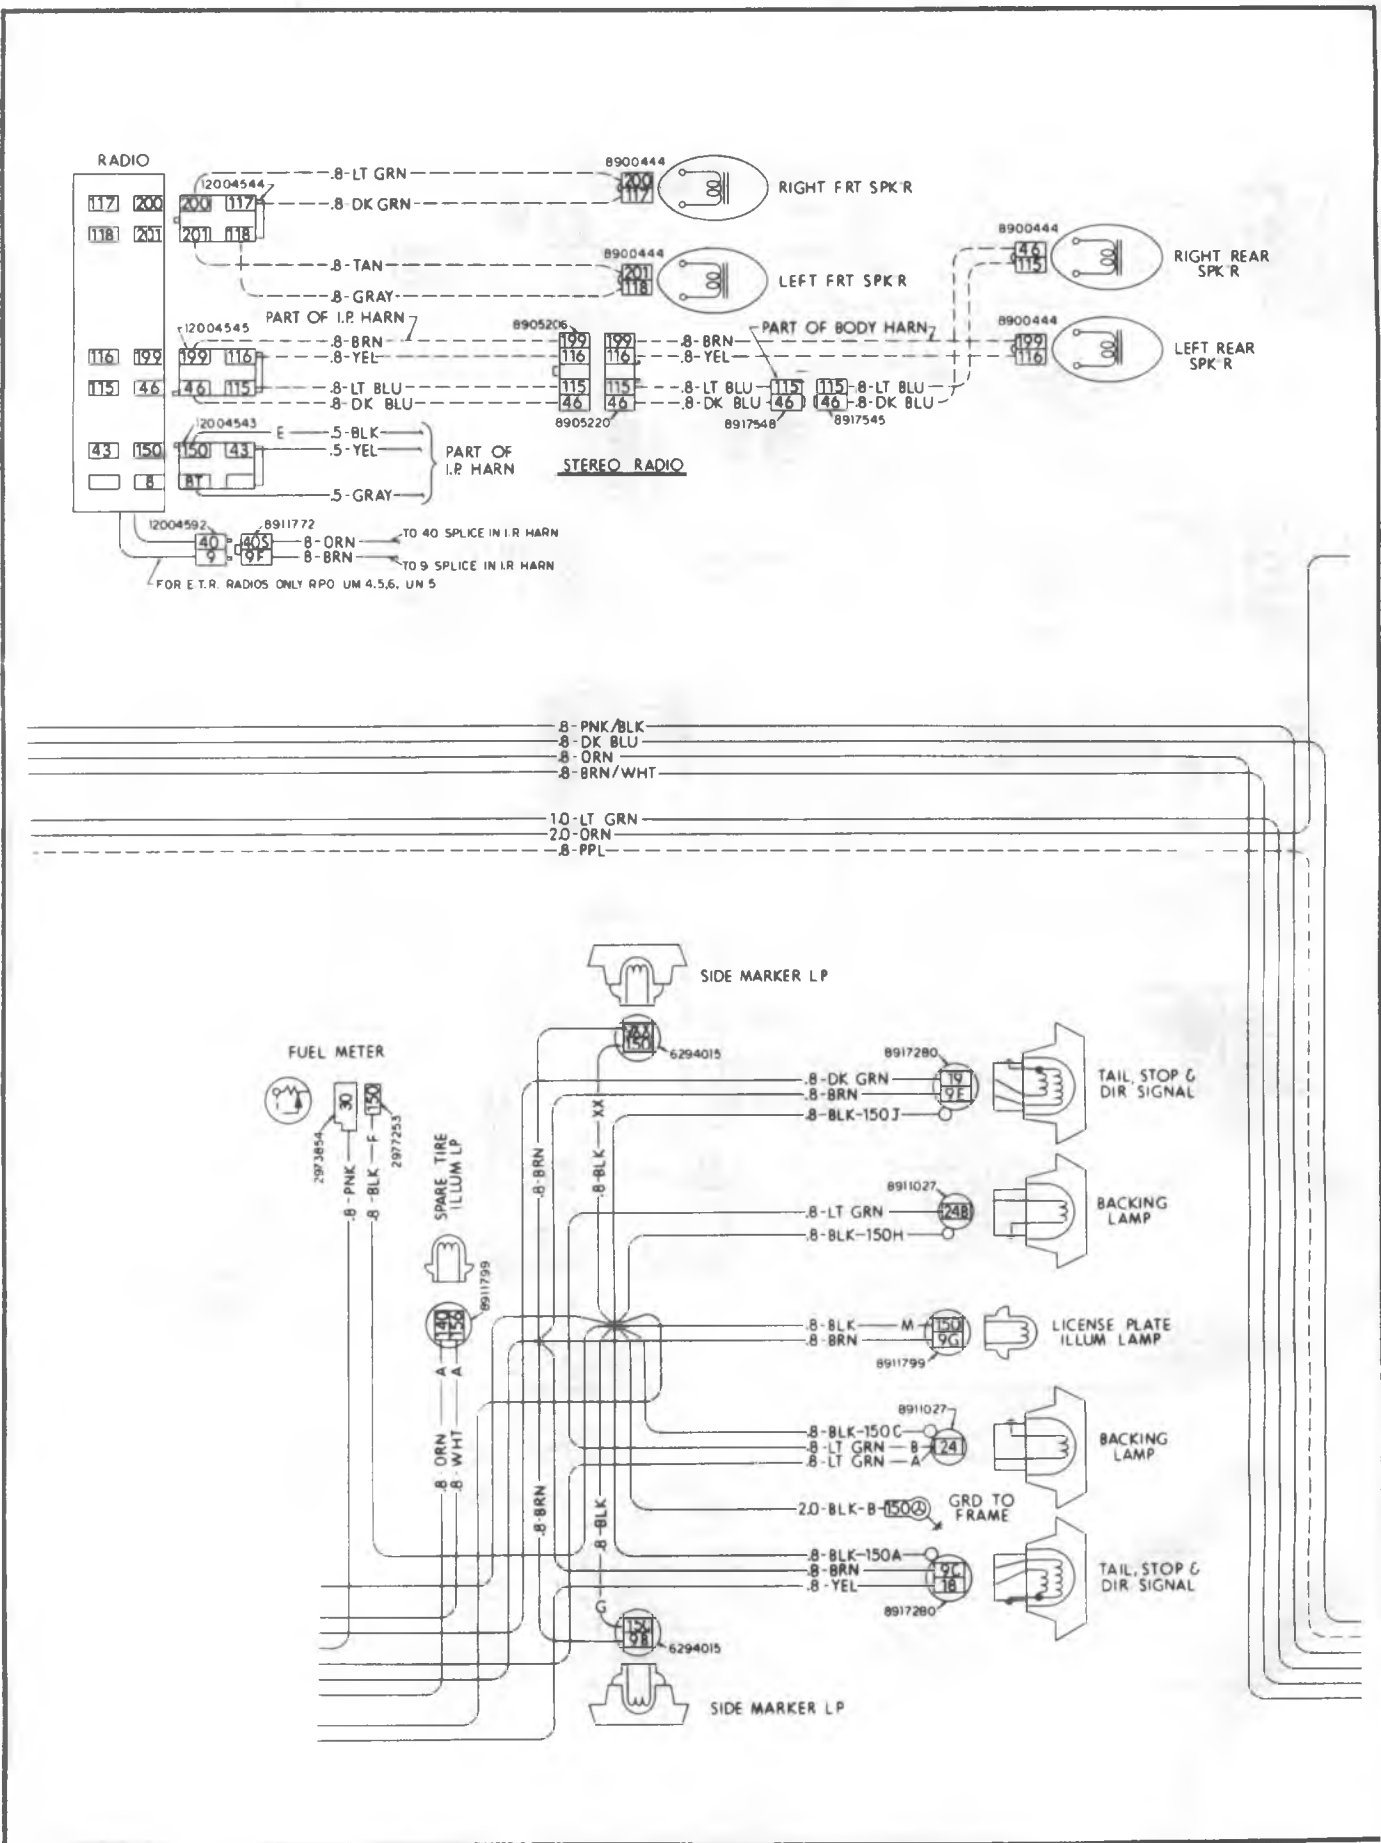 RADIO
.8-LT GRN
8900444
12004544
117 200 200 117
.8-DK GRN
200
117
RIGHT FRT SPK'R
118 201 201 118
8900444
.8-TAN
201
118
LEFT FRT SPK'R
.8-GRAY
8900444
46
115
RIGHT REAR
SPK'R
PART OF I.P. HARN
12004545
8905206
PART OF BODY HARN
8900444
.8-BRN
199 199
.8-BRN
199
116 199 199 116
.8-YEL
116 116
.8-YEL
116
LEFT REAR
SPK'R
115 46 46 115
.8-LT BLU
115 115
.8-LT BLU
115 115
.8-LT BLU
.8-DK BLU
46 46
.8-DK BLU
46 46
.8-DK BLU
8905220
8917548
8917545
12004543
E
.5-BLK
43 150 150 43
.5-YEL
PART OF
I.P. HARN
STEREO RADIO
8 8T
.5-GRAY
12004592
8911772
40 40S
.8-ORN
TO 40 SPLICE IN I.P. HARN
9 9F
.8-BRN
TO 9 SPLICE IN I.P. HARN
FOR E.T.R. RADIOS ONLY RPO UM 4,5,6, UN 5
.8-PNK/BLK
.8-DK BLU
.8-ORN
.8-BRN/WHT
1.0-LT GRN
2.0-ORN
.8-PPL
SIDE MARKER LP
150
6294015
FUEL METER
30
150
2973854
2977253
.8-PNK
.8-BLK-F
SPARE TIRE
ILLUM LP
8911799
140
156
A A
.8-ORN
.8-WHT
.8-BRN
.8-BLK-XX
8917280
.8-DK GRN
19
.8-BRN
9E
.8-BLK-150J
TAIL, STOP &
DIR SIGNAL
8911027
.8-LT GRN
24B
.8-BLK-150H
BACKING
LAMP
.8-BLK-M
150
.8-BRN
9G
8911799
LICENSE PLATE
ILLUM LAMP
8911027
.8-BLK-150C
.8-LT GRN-B
24
.8-LT GRN-A
BACKING
LAMP
2.0-BLK-B-150
GRD TO
FRAME
.8-BRN
.8-BLK
.8-BLK-150A
.8-BRN
9C
.8-YEL
18
8917280
TAIL, STOP &
DIR SIGNAL
G
150
9B
6294015
SIDE MARKER LP